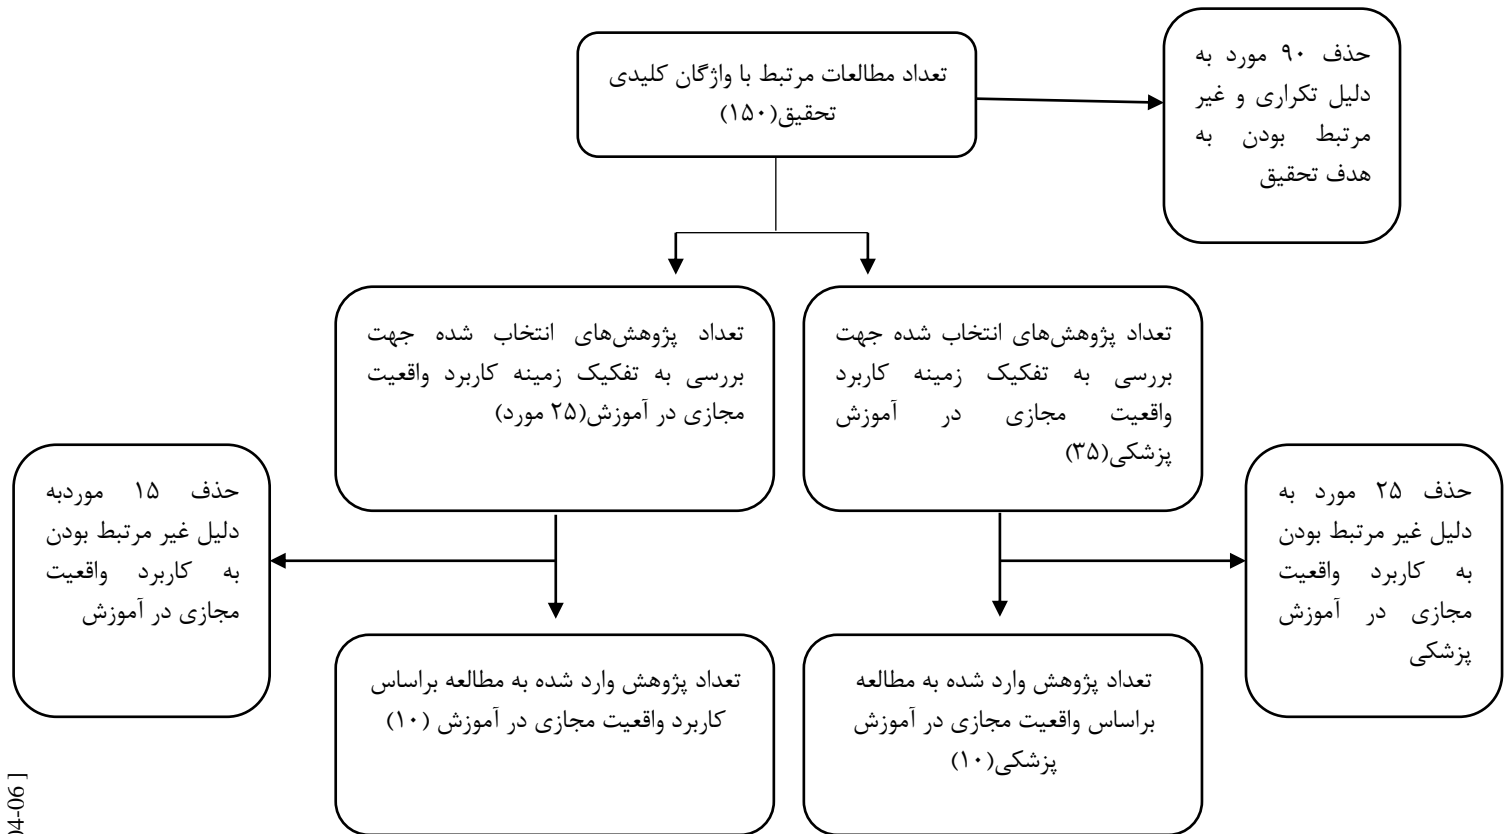 تعداد مطالعات مرتبط با واژگان کلیدی
تحقیق(۱۵۰)
حذف ۹۰ مورد به
دلیل تکراری و غیر
مرتبط بودن به
هدف تحقیق
تعداد پژوهش‌های انتخاب شده جهت
بررسی به تفکیک زمینه کاربرد
واقعیت مجازی در آموزش
پزشکی(۳۵)
تعداد پژوهش‌های انتخاب شده جهت
بررسی به تفکیک زمینه کاربرد واقعیت
مجازی در آموزش(۲۵ مورد)
حذف ۲۵ مورد به
دلیل غیر مرتبط بودن
به کاربرد واقعیت
مجازی در آموزش
پزشکی
حذف ۱۵ موردبه
دلیل غیر مرتبط بودن
به کاربرد واقعیت
مجازی در آموزش
تعداد پژوهش وارد شده به مطالعه
براساس واقعیت مجازی در آموزش
پزشکی(۱۰)
تعداد پژوهش وارد شده به مطالعه براساس
کاربرد واقعیت مجازی در آموزش (۱۰)
04-06 ]